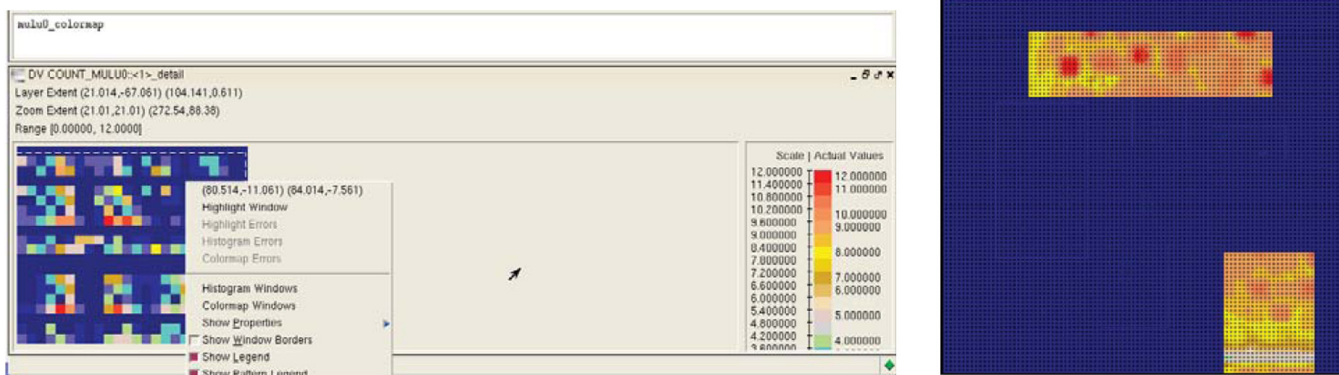 mulu0_colormap
DV COUNT_MULU0::<1>_detail
Layer Extent (21.014,-67.061) (104.141,0.611)
Zoom Extent (21.01,21.01) (272.54,88.38)
Range [0.00000, 12.0000]
(80.514,-11.061) (84.014,-7.561)
Highlight Window
Highlight Errors
Histogram Errors
Colormap Errors
Histogram Windows
Colormap Windows
Show Properties
Show Window Borders
Show Legend
Show Pattern Legend
Scale | Actual Values
12.000000
11.400000
10.800000
10.200000
9.600000
9.000000
8.400000
7.800000
7.200000
6.600000
6.000000
5.400000
4.800000
4.200000
3.600000
12.000000
11.000000
10.000000
9.000000
8.000000
7.000000
6.000000
5.000000
4.000000